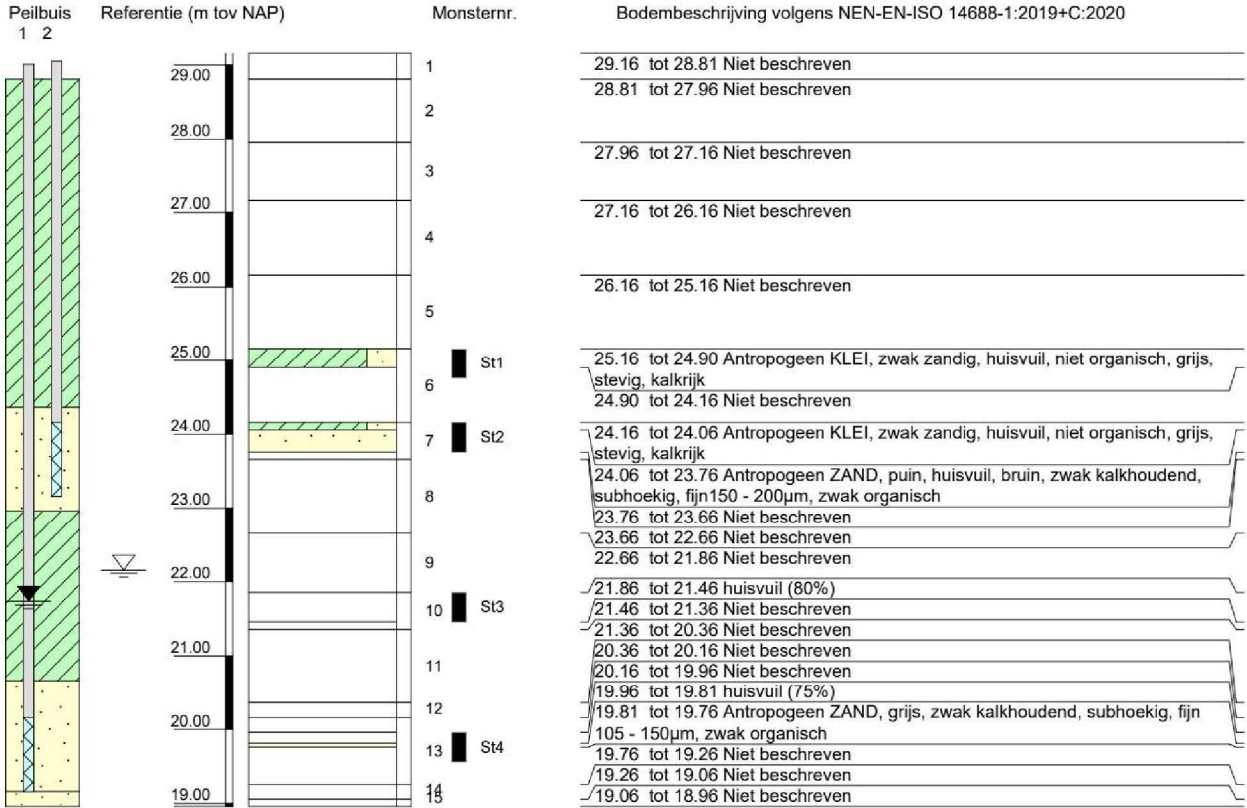 Peilbuis Referentie (m tov NAP) Monsternr. Bodembeschrijving volgens NEN-EN-ISO 14688-1:2019+C:2020
1 2
29.00
28.00
27.00
26.00
25.00
24.00
23.00
22.00
21.00
20.00
19.00
1
2
3
4
5
6
7
8
9
10
11
12
13
14
15
St1
St2
St3
St4
29.16 tot 28.81 Niet beschreven
28.81 tot 27.96 Niet beschreven
27.96 tot 27.16 Niet beschreven
27.16 tot 26.16 Niet beschreven
26.16 tot 25.16 Niet beschreven
25.16 tot 24.90 Antropogeen KLEI, zwak zandig, huisvuil, niet organisch, grijs,
stevig, kalkrijk
24.90 tot 24.16 Niet beschreven
24.16 tot 24.06 Antropogeen KLEI, zwak zandig, huisvuil, niet organisch, grijs,
stevig, kalkrijk
24.06 tot 23.76 Antropogeen ZAND, puin, huisvuil, bruin, zwak kalkhoudend,
subhoekig, fijn150 - 200µm, zwak organisch
23.76 tot 23.66 Niet beschreven
23.66 tot 22.66 Niet beschreven
22.66 tot 21.86 Niet beschreven
21.86 tot 21.46 huisvuil (80%)
21.46 tot 21.36 Niet beschreven
21.36 tot 20.36 Niet beschreven
20.36 tot 20.16 Niet beschreven
20.16 tot 19.96 Niet beschreven
19.96 tot 19.81 huisvuil (75%)
19.81 tot 19.76 Antropogeen ZAND, grijs, zwak kalkhoudend, subhoekig, fijn
105 - 150µm, zwak organisch
19.76 tot 19.26 Niet beschreven
19.26 tot 19.06 Niet beschreven
19.06 tot 18.96 Niet beschreven